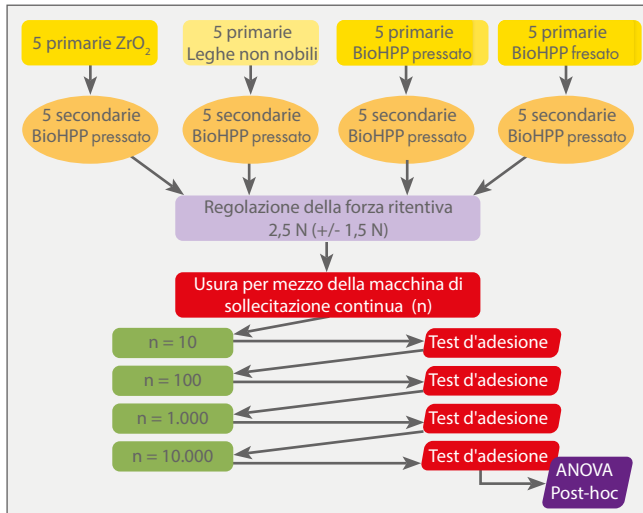 5 primarie ZrO₂
5 primarie
Leghe non nobili
5 primarie
BioHPP pressato
5 primarie
BioHPP fresato
5 secondarie
BioHPP pressato
5 secondarie
BioHPP pressato
5 secondarie
BioHPP pressato
5 secondarie
BioHPP pressato
Regolazione della forza ritentiva
2,5 N (+/- 1,5 N)
Usura per mezzo della macchina di
sollecitazione continua (n)
n = 10
Test d'adesione
n = 100
Test d'adesione
n = 1.000
Test d'adesione
n = 10.000
Test d'adesione
ANOVA
Post-hoc